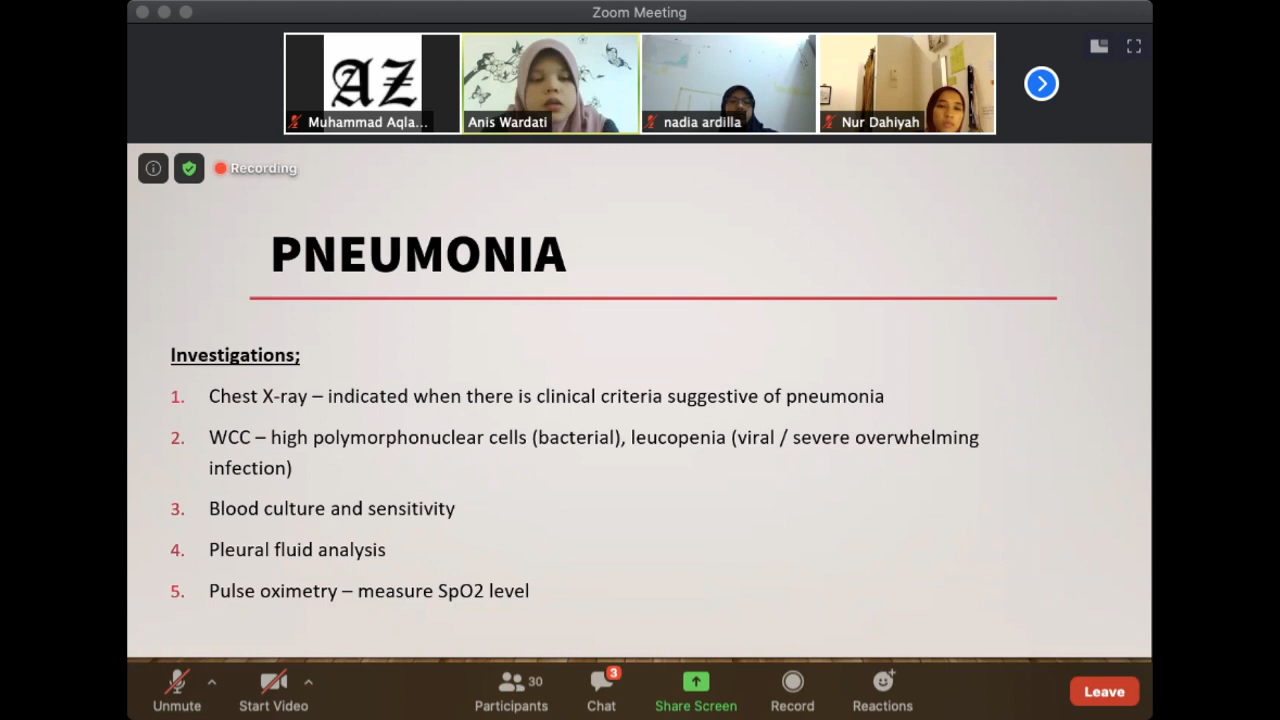 Zoom Meeting
AZ
Muhammad Aqla...
Anis Wardati
nadia ardilla
Nur Dahiyah
Recording
PNEUMONIA
Investigations;
1. Chest X-ray – indicated when there is clinical criteria suggestive of pneumonia
2. WCC – high polymorphonuclear cells (bacterial), leucopenia (viral / severe overwhelming
infection)
3. Blood culture and sensitivity
4. Pleural fluid analysis
5. Pulse oximetry – measure SpO2 level
30
3
Unmute
Start Video
Participants
Chat
Share Screen
Record
Reactions
Leave